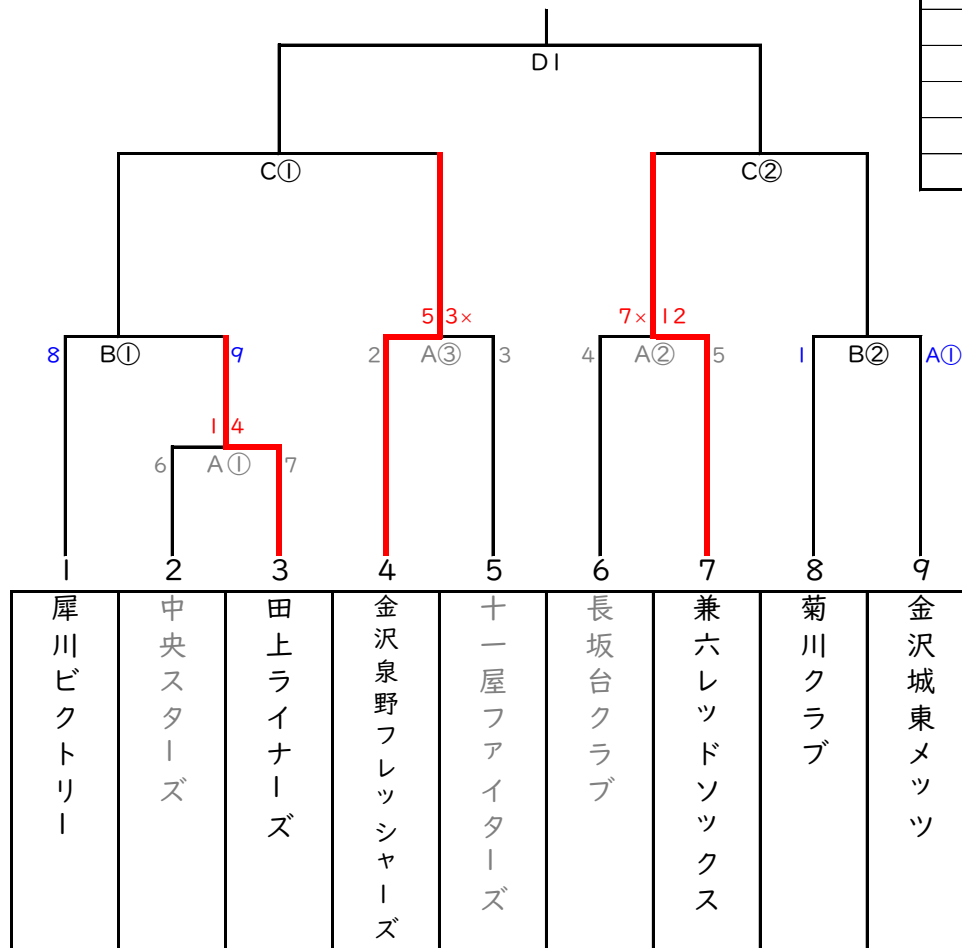 D1
C①
C②
5 3×
7× 12
8
B①
9
2
A③
3
4
A②
5
1
B②
A①
1 4
6
A①
7
1
2
3
4
5
6
7
8
9
犀川ビクトリー
中央スターズ
田上ライナーズ
金沢泉野フレッシャーズ
十一屋ファイターズ
長坂台クラブ
兼六レッドソックス
菊川クラブ
金沢城東メッツ